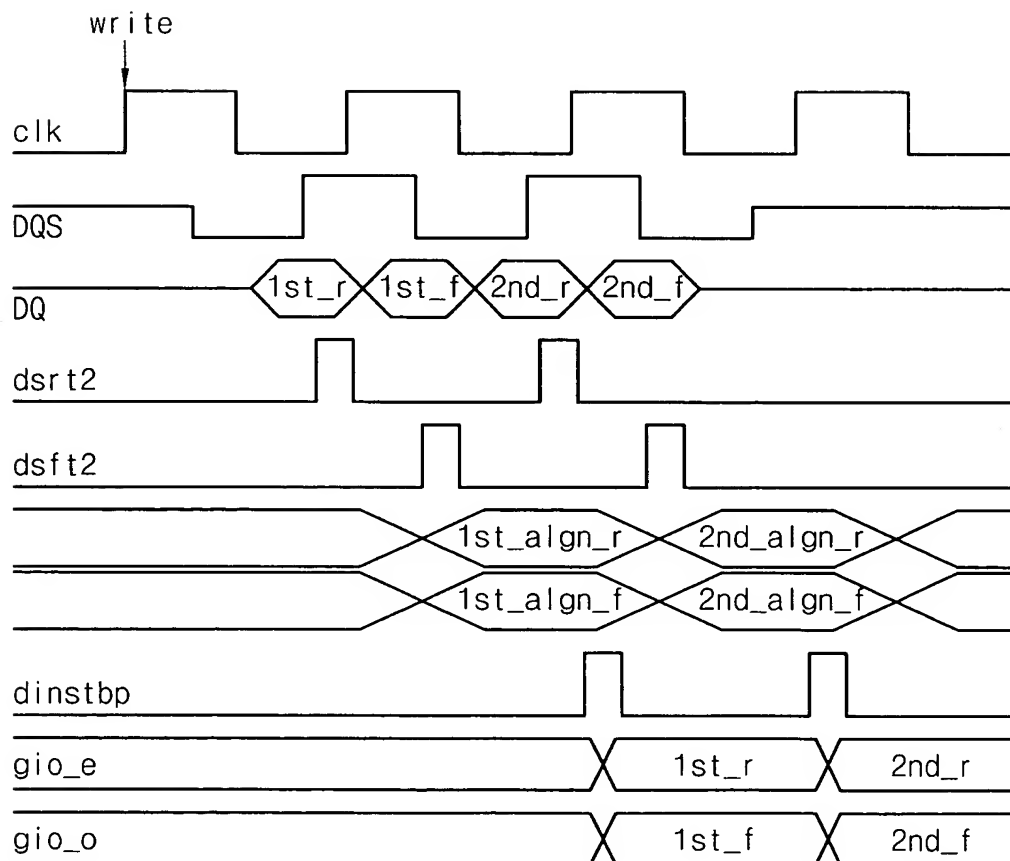 write
clk
DQS
DQ 1st_r 1st_f 2nd_r 2nd_f
dsrt2
dsft2
1st_algn_r 2nd_algn_r
1st_algn_f 2nd_algn_f
dinstbp
gio_e 1st_r 2nd_r
gio_o 1st_f 2nd_f